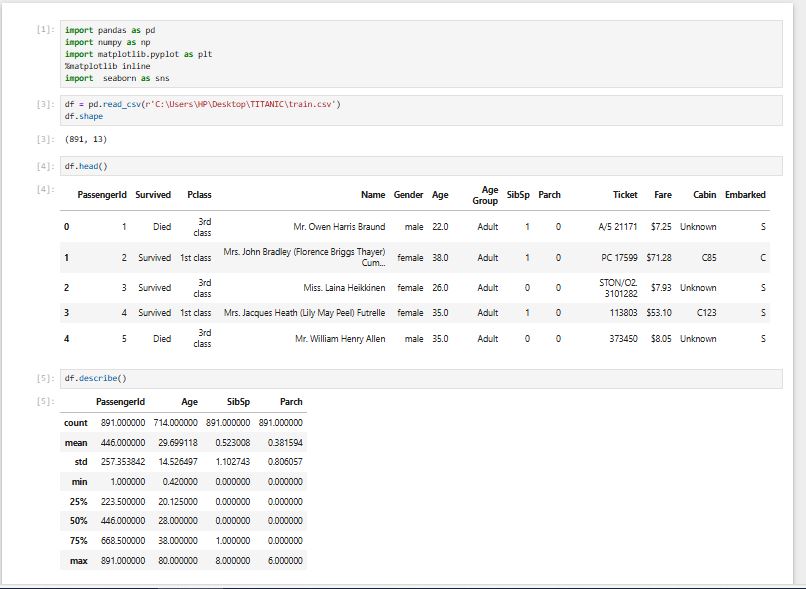 [1]: import pandas as pd
import numpy as np
import matplotlib.pyplot as plt
%matplotlib inline
import  seaborn as sns
[3]: df = pd.read_csv(r'C:\Users\HP\Desktop\TITANIC\train.csv')
df.shape
[3]: (891, 13)
[4]: df.head()
[4]:
PassengerId Survived Pclass Name Gender Age Age Group SibSp Parch Ticket Fare Cabin Embarked
0 1 Died 3rd class Mr. Owen Harris Braund male 22.0 Adult 1 0 A/5 21171 $7.25 Unknown S
1 2 Survived 1st class Mrs. John Bradley (Florence Briggs Thayer) Cum... female 38.0 Adult 1 0 PC 17599 $71.28 C85 C
2 3 Survived 3rd class Miss. Laina Heikkinen female 26.0 Adult 0 0 STON/O2. 3101282 $7.93 Unknown S
3 4 Survived 1st class Mrs. Jacques Heath (Lily May Peel) Futrelle female 35.0 Adult 1 0 113803 $53.10 C123 S
4 5 Died 3rd class Mr. William Henry Allen male 35.0 Adult 0 0 373450 $8.05 Unknown S
[5]: df.describe()
[5]:
PassengerId Age SibSp Parch
count 891.000000 714.000000 891.000000 891.000000
mean 446.000000 29.699118 0.523008 0.381594
std 257.353842 14.526497 1.102743 0.806057
min 1.000000 0.420000 0.000000 0.000000
25% 223.500000 20.125000 0.000000 0.000000
50% 446.000000 28.000000 0.000000 0.000000
75% 668.500000 38.000000 1.000000 0.000000
max 891.000000 80.000000 8.000000 6.000000